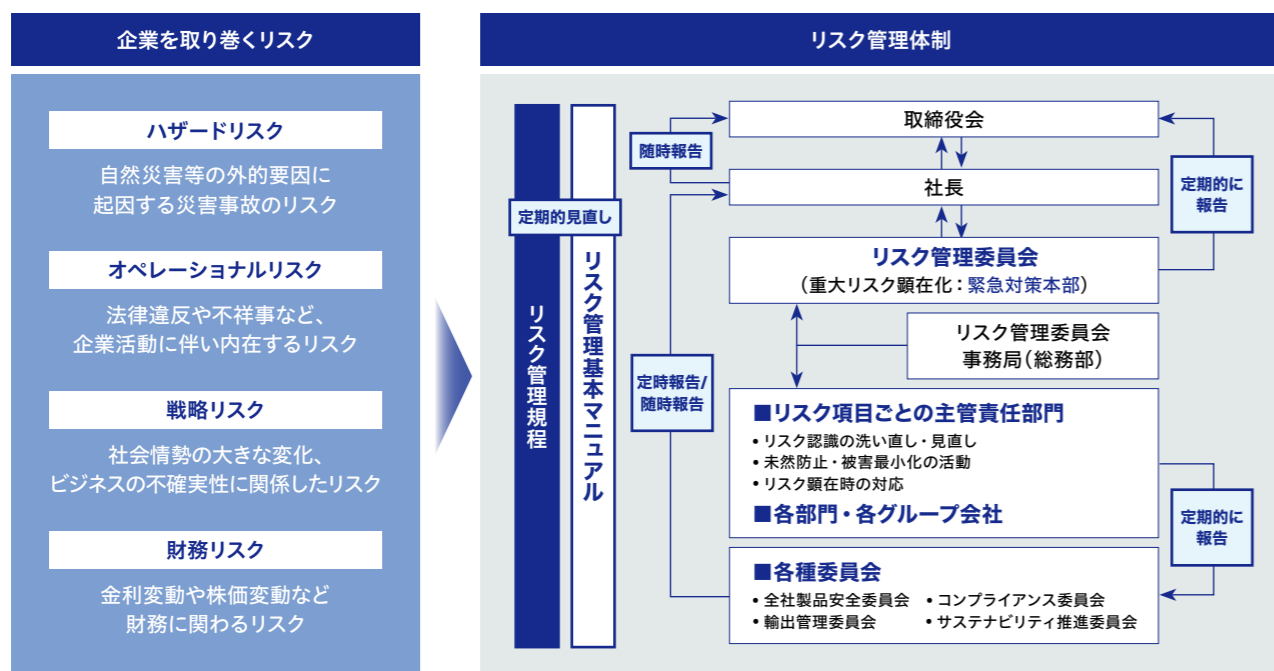 企業を取り巻くリスク
ハザードリスク
自然災害等の外的要因に
起因する災害事故のリスク
オペレーショナルリスク
法律違反や不祥事など、
企業活動に伴い内在するリスク
戦略リスク
社会情勢の大きな変化、
ビジネスの不確実性に関係したリスク
財務リスク
金利変動や株価変動など
財務に関わるリスク
リスク管理体制
リスク管理規程
リスク管理基本マニュアル
定期的見直し
取締役会
随時報告
社長
定期的に
報告
リスク管理委員会
（重大リスク顕在化：緊急対策本部）
リスク管理委員会
事務局（総務部）
定時報告/
随時報告
■リスク項目ごとの主管責任部門
• リスク認識の洗い直し・見直し
• 未然防止・被害最小化の活動
• リスク顕在時の対応
■各部門・各グループ会社
定期的に
報告
■各種委員会
• 全社製品安全委員会 • コンプライアンス委員会
• 輸出管理委員会 • サステナビリティ推進委員会